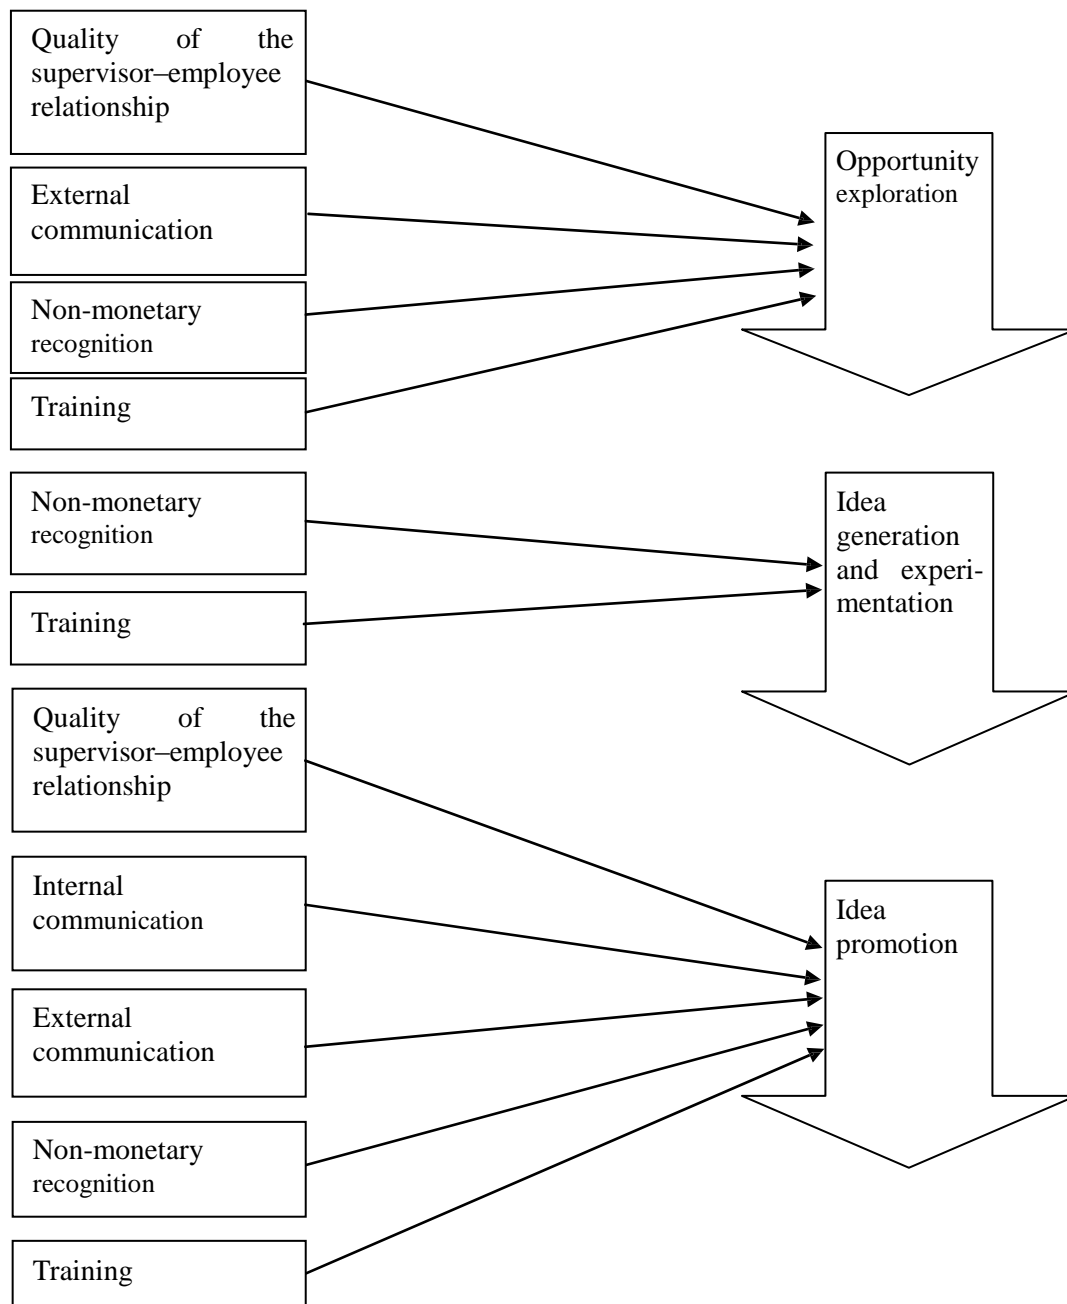 Quality of the
supervisor–employee
relationship
External
communication
Non-monetary
recognition
Training
Opportunity
exploration
Non-monetary
recognition
Training
Idea
generation
and experi-
mentation
Quality of the
supervisor–employee
relationship
Internal
communication
External
communication
Non-monetary
recognition
Training
Idea
promotion